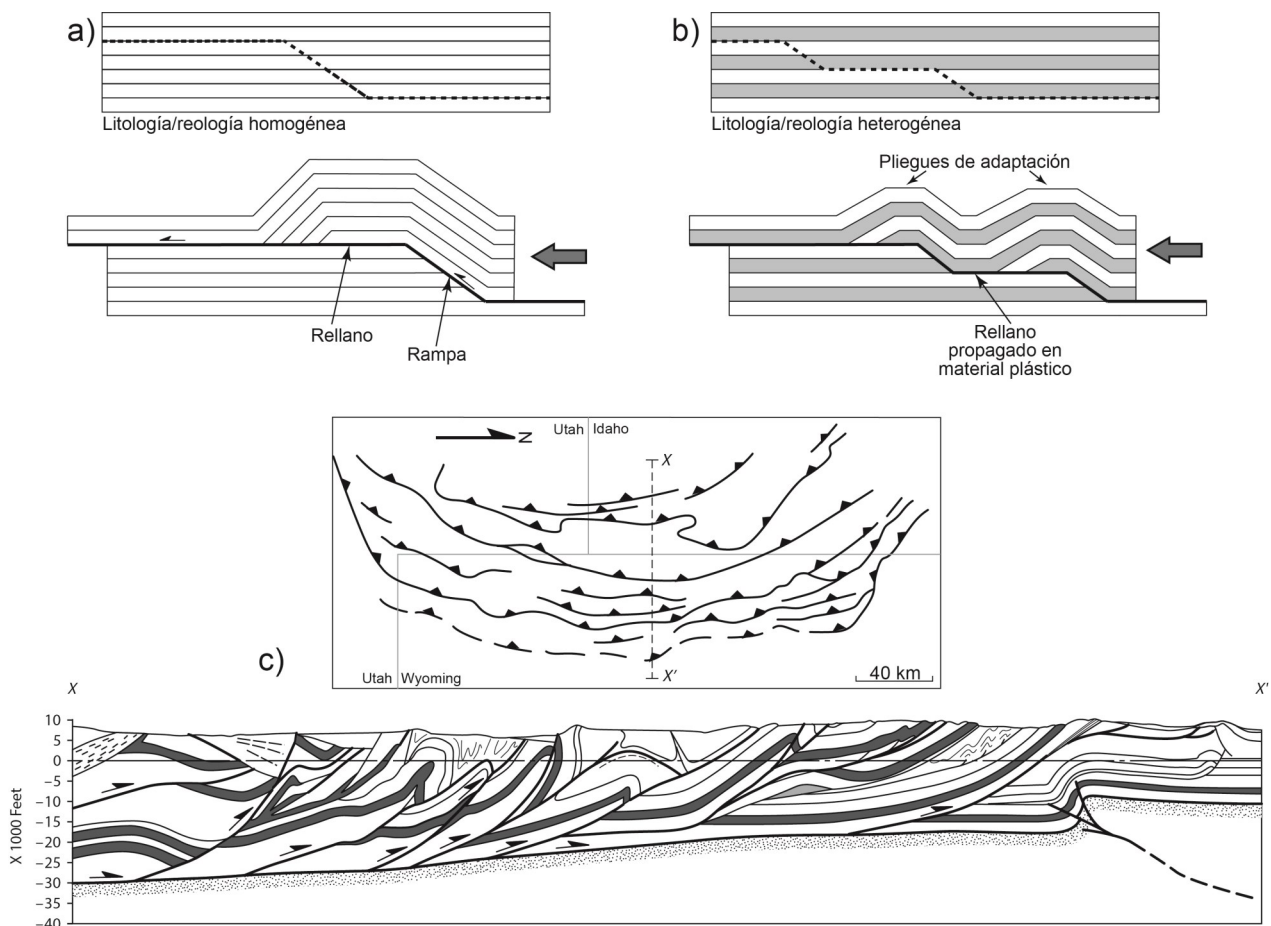 a)
Litología/reología homogénea
Rellano
Rampa
b)
Litología/reología heterogénea
Pliegues de adaptación
Rellano
propagado en
material plástico
c)
N
Utah
Idaho
X
X'
40 km
Utah
Wyoming
X
X'
X 1000 Feet
10
5
0
–5
–10
–15
–20
–25
–30
–35
–40